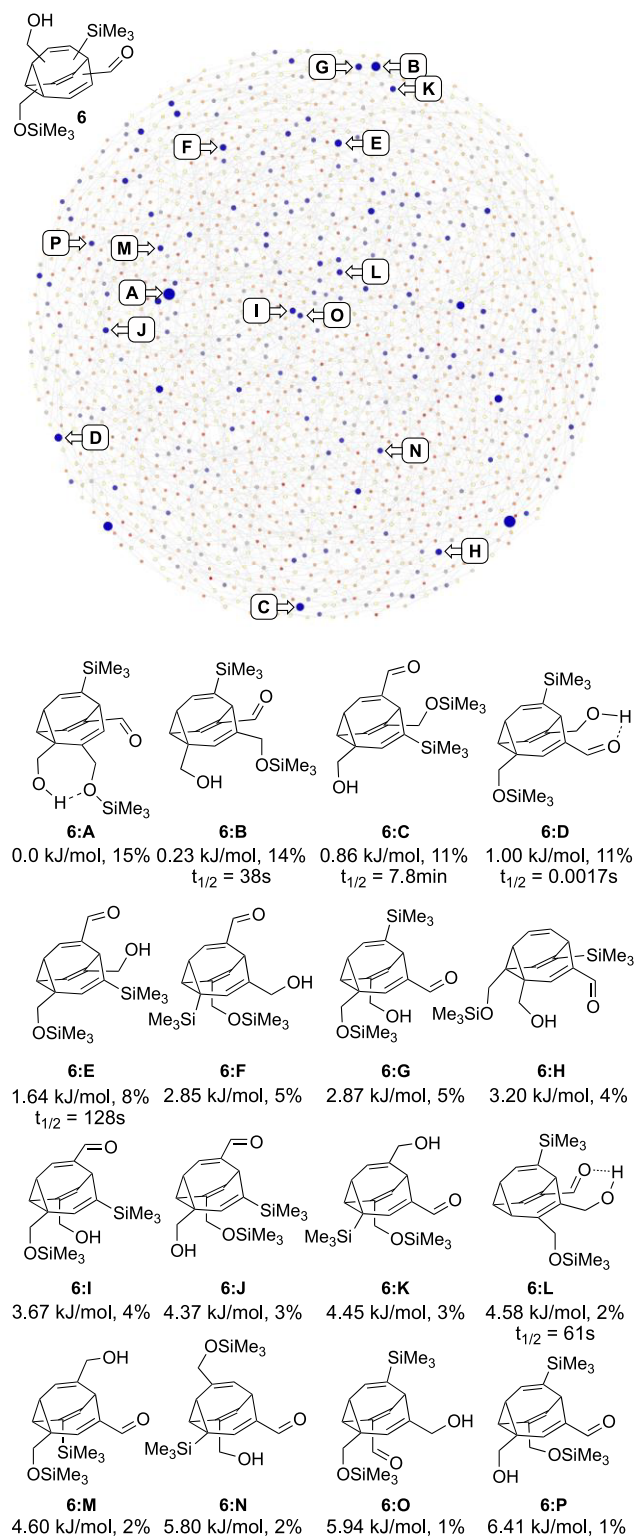 OH
SiMe3
O
OSiMe3
6
G
B
K
F
E
P
M
L
A
I
O
J
D
N
H
C
SiMe3
O
OH
H
O
SiMe3
6:A
0.0 kJ/mol, 15%
SiMe3
O
OH
OSiMe3
6:B
0.23 kJ/mol, 14%
t1/2 = 38s
O
OSiMe3
SiMe3
OH
6:C
0.86 kJ/mol, 11%
t1/2 = 7.8min
SiMe3
O
H
O
OSiMe3
6:D
1.00 kJ/mol, 11%
t1/2 = 0.0017s
O
OH
SiMe3
OSiMe3
6:E
1.64 kJ/mol, 8%
t1/2 = 128s
O
OH
Me3Si
OSiMe3
6:F
2.85 kJ/mol, 5%
SiMe3
O
OH
OSiMe3
6:G
2.87 kJ/mol, 5%
SiMe3
Me3SiO
OH
O
6:H
3.20 kJ/mol, 4%
O
SiMe3
OH
OSiMe3
6:I
3.67 kJ/mol, 4%
O
SiMe3
OSiMe3
OH
6:J
4.37 kJ/mol, 3%
OH
O
Me3Si
OSiMe3
6:K
4.45 kJ/mol, 3%
SiMe3
O
H
O
OSiMe3
6:L
4.58 kJ/mol, 2%
t1/2 = 61s
OH
O
SiMe3
OSiMe3
6:M
4.60 kJ/mol, 2%
OSiMe3
O
Me3Si
OH
6:N
5.80 kJ/mol, 2%
SiMe3
OH
O
OSiMe3
6:O
5.94 kJ/mol, 1%
SiMe3
O
OSiMe3
OH
6:P
6.41 kJ/mol, 1%